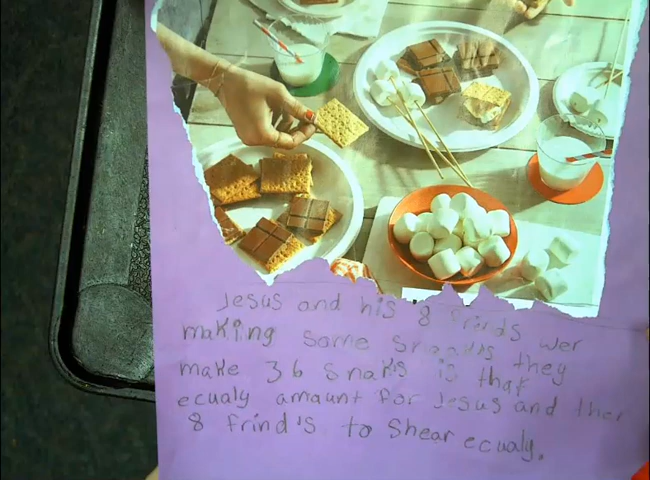 Jesus and his 8 frinds wer
making some snacks they
make 36 snaks is that
ecualy amaunt for Jesus and ther
8 frind's to Shear ecualy.